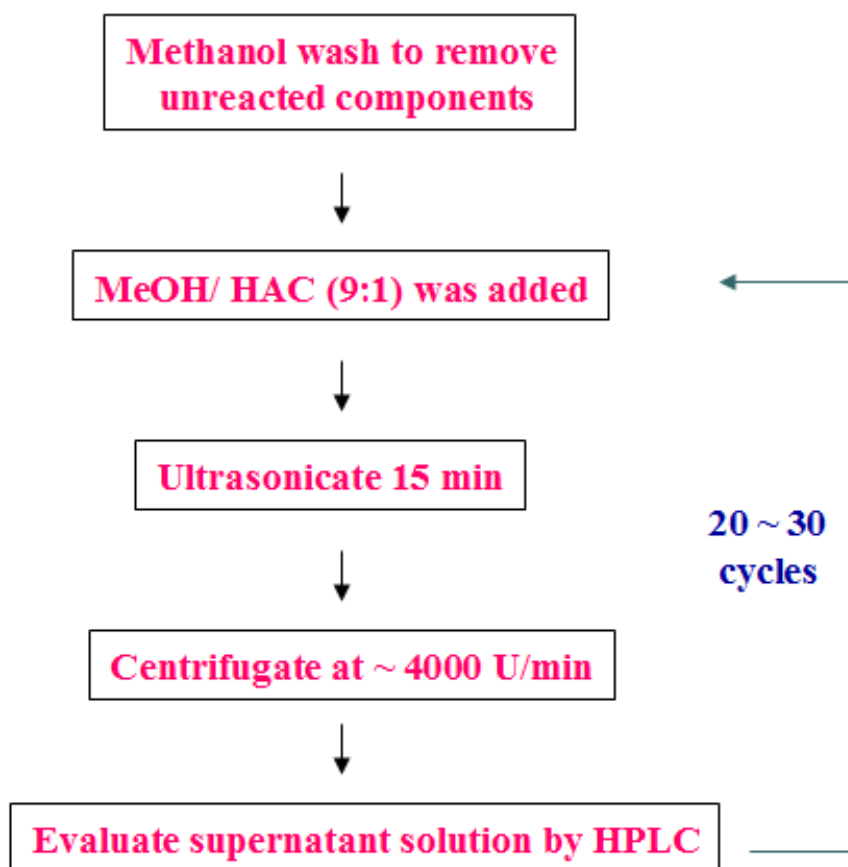 Methanol wash to remove
unreacted components
MeOH/ HAC (9:1) was added
Ultrasonicate 15 min
20 ~ 30
cycles
Centrifugate at ~ 4000 U/min
Evaluate supernatant solution by HPLC